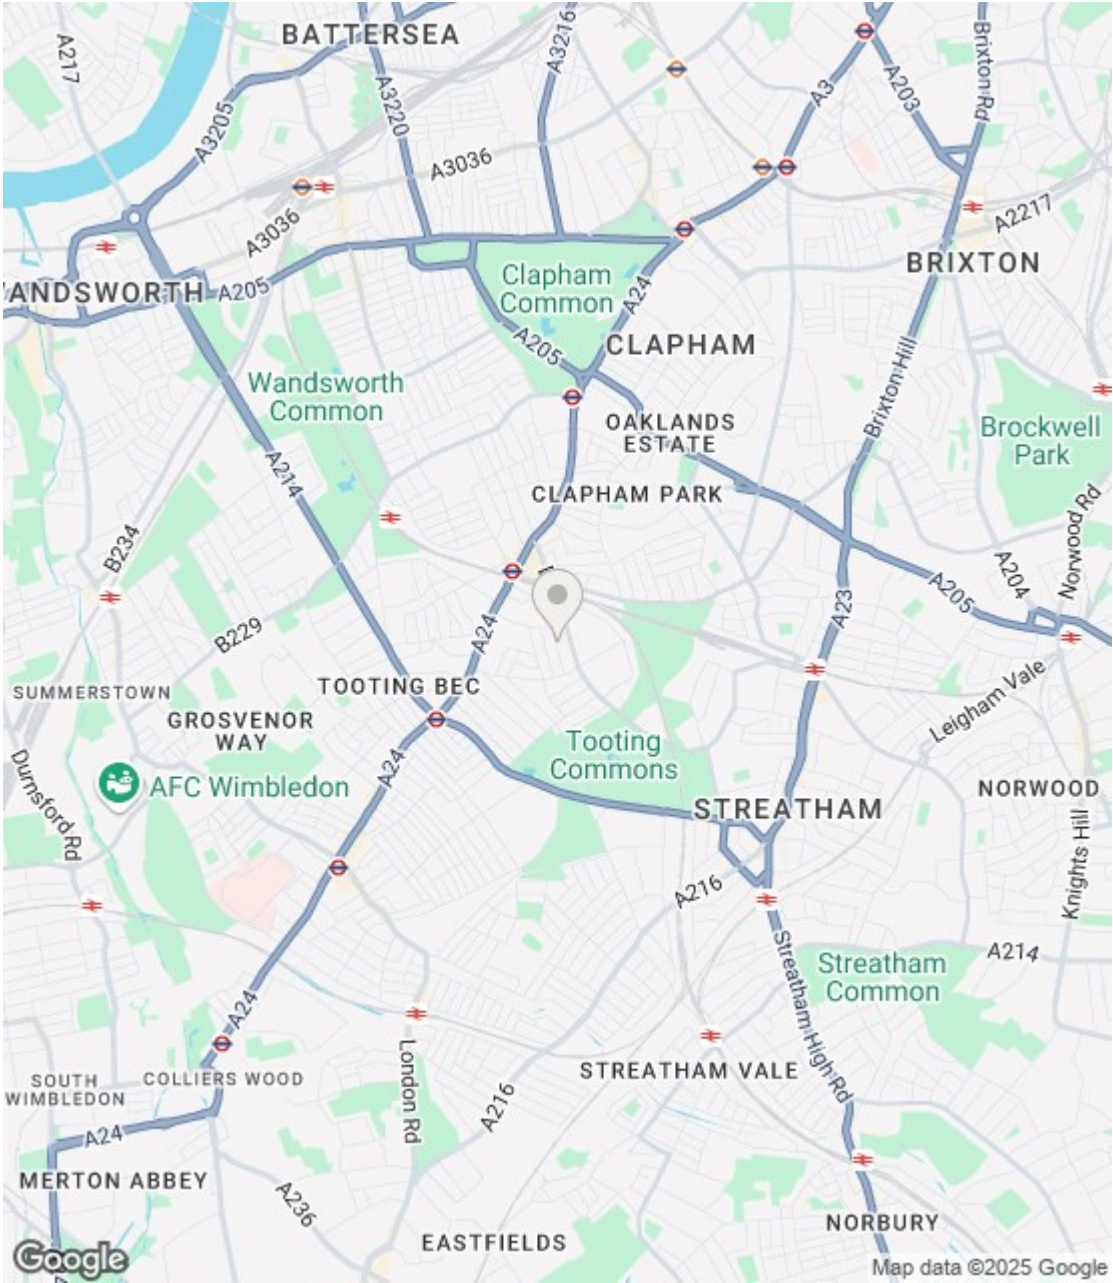 BATTERSEA
A217
A3216
A3220
A3205
A3
A203
Brixton Rd
A3036
A3036
A2217
Clapham
Common
BRIXTON
ANDSWORTH
A205
A24
A205
CLAPHAM
Wandsworth
Common
Brixton Hill
OAKLANDS
ESTATE
Brockwell
Park
A214
CLAPHAM PARK
Norwood Rd
B234
A204
A205
A23
B229
A24
SUMMERSTOWN
TOOTING BEC
Leigham Vale
GROSVENOR
WAY
Tooting
Commons
Durnsford Rd
AFC Wimbledon
A24
NORWOOD
STREATHAM
Knights Hill
A216
A214
Streatham
Common
A24
Streatham High Rd
London Rd
STREATHAM VALE
SOUTH
WIMBLEDON
COLLIERS WOOD
A216
A24
MERTON ABBEY
A236
NORBURY
EASTFIELDS
Google
Map data ©2025 Google